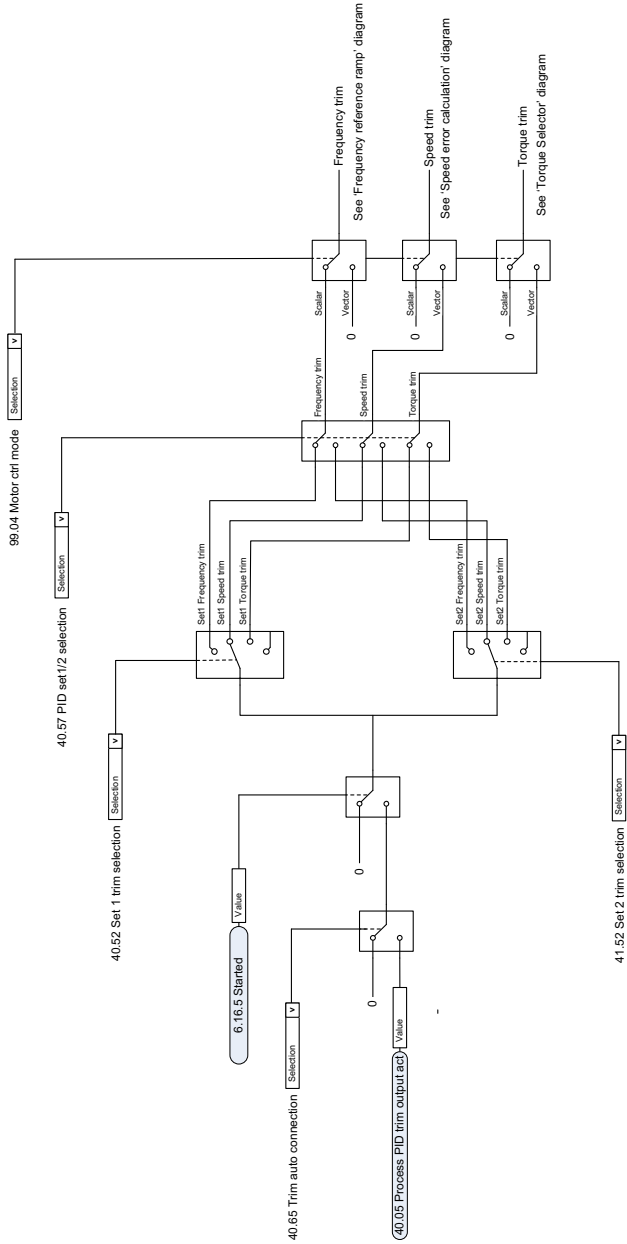 99.04 Motor ctrl mode
Selection
v
40.57 PID set1/2 selection
Selection
v
40.52 Set 1 trim selection
Selection
v
6.16.5 Started
Value
40.65 Trim auto connection
Selection
v
0
40.05 Process PID trim output act
Value
-
0
Set1 Frequency trim
Set1 Speed trim
Set1 Torque trim
Set2 Frequency trim
Set2 Speed trim
Set2 Torque trim
41.52 Set 2 trim selection
Selection
v
Frequency trim
Speed trim
Torque trim
Scalar
Vector
0
Frequency trim
See 'Frequency reference ramp' diagram
Scalar
0
Vector
Speed trim
See 'Speed error calculation' diagram
Scalar
0
Vector
Torque trim
See 'Torque Selector' diagram